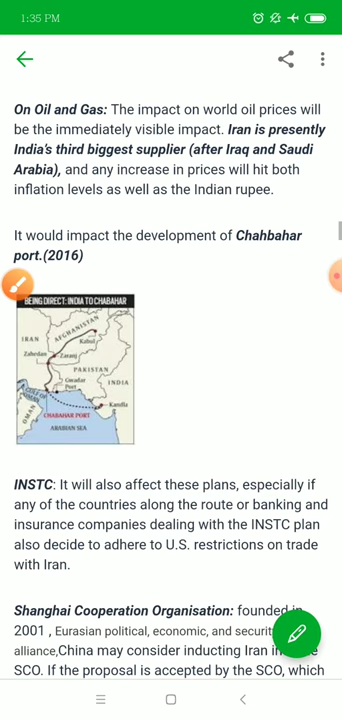 1:35 PM
On Oil and Gas: The impact on world oil prices will
be the immediately visible impact. Iran is presently
India's third biggest supplier (after Iraq and Saudi
Arabia), and any increase in prices will hit both
inflation levels as well as the Indian rupee.
It would impact the development of Chahbahar
port.(2016)
BEING DIRECT: INDIA TO CHABAHAR
AFGHANISTAN
IRAN
Kabul
Zahedan
Zaranj
PAKISTAN
Gwadar
Port
INDIA
GULF OF
OMAN
Kandla
CHABAHAR PORT
OMAN
ARABIAN SEA
INSTC: It will also affect these plans, especially if
any of the countries along the route or banking and
insurance companies dealing with the INSTC plan
also decide to adhere to U.S. restrictions on trade
with Iran.
Shanghai Cooperation Organisation: founded in
2001 , Eurasian political, economic, and securit
alliance,China may consider inducting Iran in
SCO. If the proposal is accepted by the SCO, which